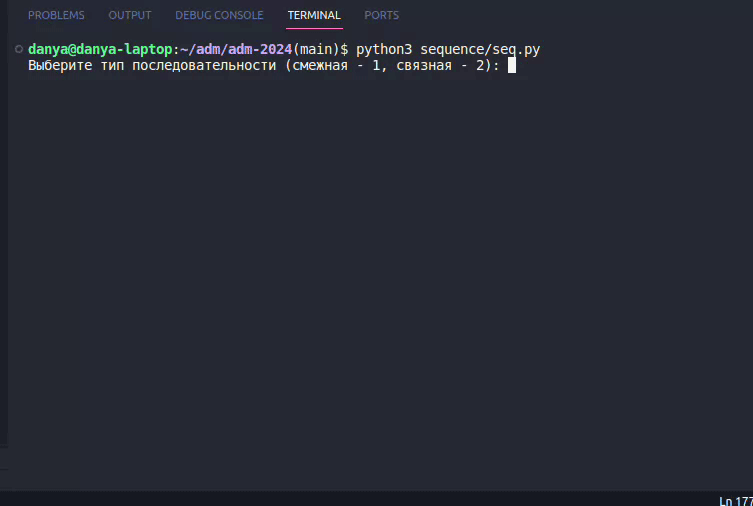 PROBLEMS OUTPUT DEBUG CONSOLE TERMINAL PORTS
danya@danya-laptop:~/adm/adm-2024(main)$ python3 sequence/seq.py
Выберите тип последовательности (смежная - 1, связная - 2):
Ln 177